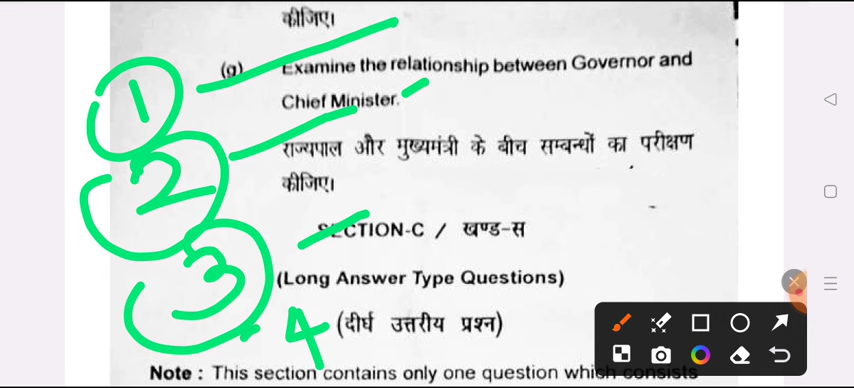 कीजिए।
(g) Examine the relationship between Governor and
Chief Minister.
राज्यपाल और मुख्यमंत्री के बीच सम्बन्धों का परीक्षण
कीजिए।
SECTION-C / खण्ड-स
(Long Answer Type Questions)
(दीर्घ उत्तरीय प्रश्न)
Note : This section contains only one question which consists
1
2
3
4